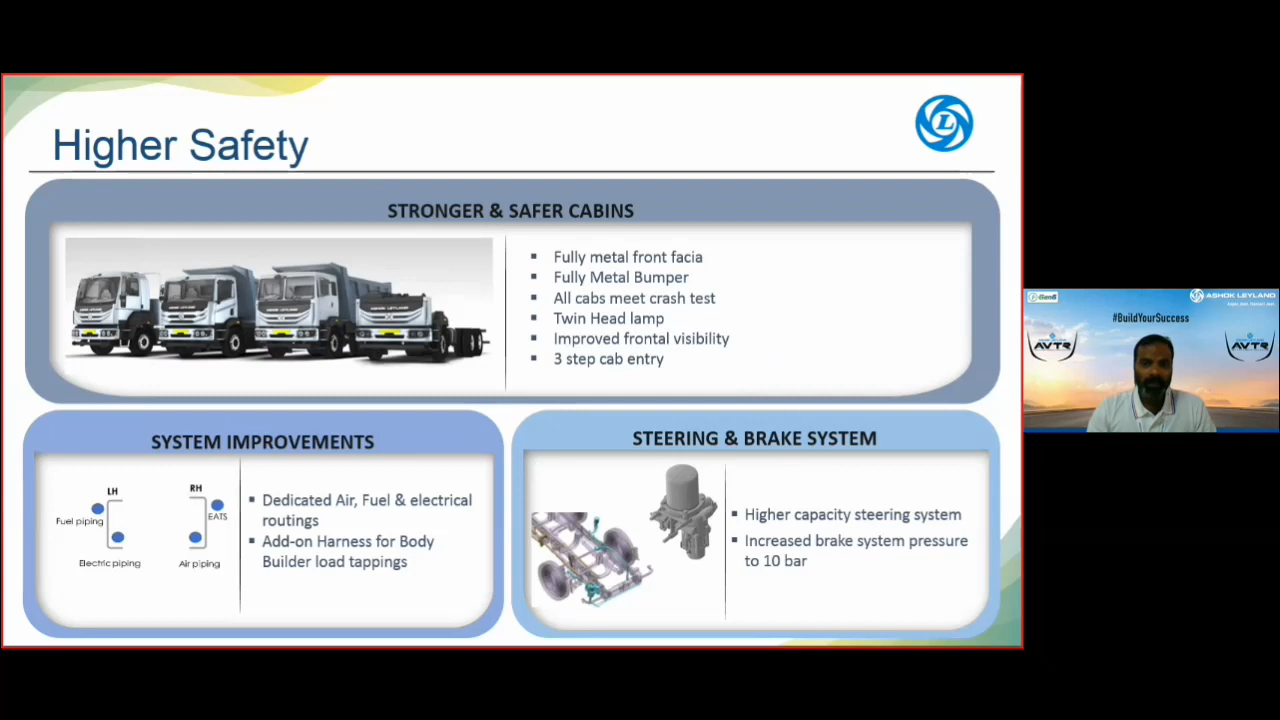 Higher Safety
STRONGER & SAFER CABINS
Fully metal front facia
Fully Metal Bumper
All cabs meet crash test
Twin Head lamp
Improved frontal visibility
3 step cab entry
SYSTEM IMPROVEMENTS
LH
RH
Fuel piping
EATS
Electric piping
Air piping
Dedicated Air, Fuel & electrical
routings
Add-on Harness for Body
Builder load tappings
STEERING & BRAKE SYSTEM
Higher capacity steering system
Increased brake system pressure
to 10 bar
ASHOK LEYLAND
#BuildYourSuccess
AVTR
AVTR